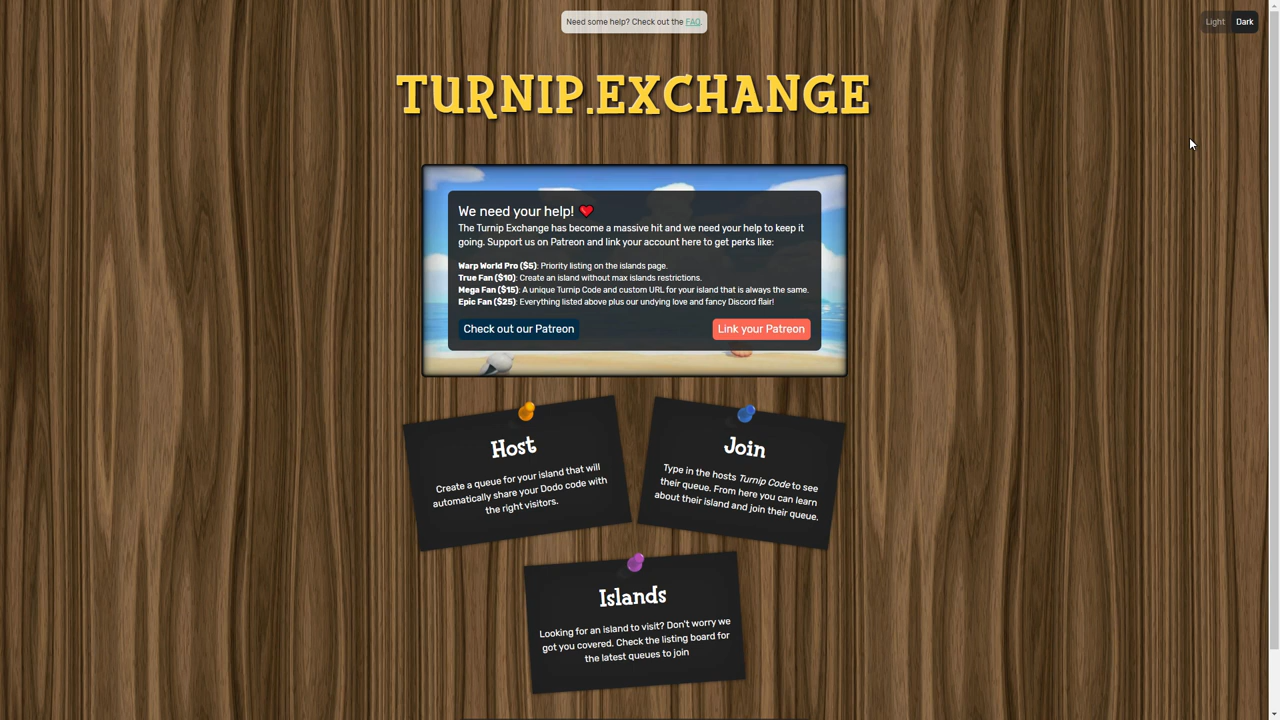 Need some help? Check out the FAQ.
Light Dark
TURNIP.EXCHANGE
We need your help!
The Turnip Exchange has become a massive hit and we need your help to keep it
going. Support us on Patreon and link your account here to get perks like:
Warp World Pro ($5): Priority listing on the islands page.
True Fan ($10): Create an island without max islands restrictions.
Mega Fan ($15): A unique Turnip Code and custom URL for your island that is always the same.
Epic Fan ($25): Everything listed above plus our undying love and fancy Discord flair!
Check out our Patreon
Link your Patreon
Host
Create a queue for your island that will
automatically share your Dodo code with
the right visitors.
Join
Type in the hosts Turnip Code to see
their queue. From here you can learn
about their island and join their queue.
Islands
Looking for an island to visit? Don't worry we
got you covered. Check the listing board for
the latest queues to join